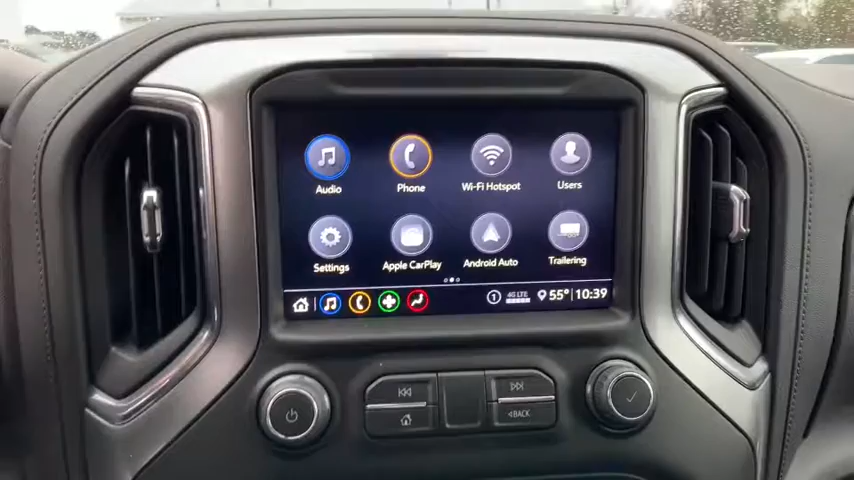 Audio Phone Wi-Fi Hotspot Users
Settings Apple CarPlay Android Auto Trailering
1 4G LTE 55° 10:39
<BACK